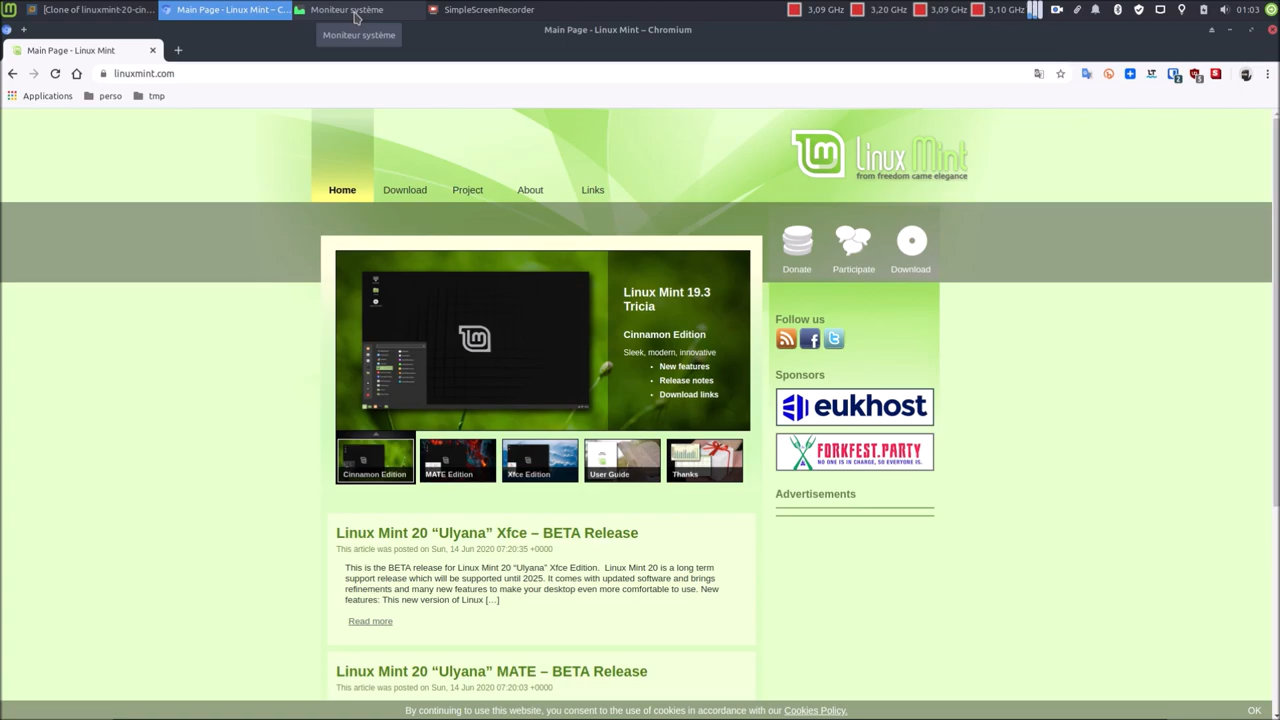 [Clone of linuxmint-20-cin...
Main Page - Linux Mint – C...
Moniteur système
SimpleScreenRecorder
3,09 GHz
3,20 GHz
3,09 GHz
3,10 GHz
01:03
Moniteur système
Main Page - Linux Mint – Chromium
Main Page - Linux Mint
linuxmint.com
Applications
perso
tmp
Linux Mint
from freedom came elegance
Home
Download
Project
About
Links
Donate
Participate
Download
Linux Mint 19.3
Tricia
Cinnamon Edition
Sleek, modern, innovative
• New features
• Release notes
• Download links
Cinnamon Edition
MATE Edition
Xfce Edition
User Guide
Thanks
Follow us
Sponsors
eukhost
FORKFEST.PARTY
NO ONE IS IN CHARGE, SO EVERYONE IS.
Advertisements
Linux Mint 20 “Ulyana” Xfce – BETA Release
This article was posted on Sun, 14 Jun 2020 07:20:35 +0000
This is the BETA release for Linux Mint 20 “Ulyana” Xfce Edition. Linux Mint 20 is a long term
support release which will be supported until 2025. It comes with updated software and brings
refinements and many new features to make your desktop even more comfortable to use. New
features: This new version of Linux […]
Read more
Linux Mint 20 “Ulyana” MATE – BETA Release
This article was posted on Sun, 14 Jun 2020 07:20:03 +0000
By continuing to use this website, you consent to the use of cookies in accordance with our Cookies Policy.
OK